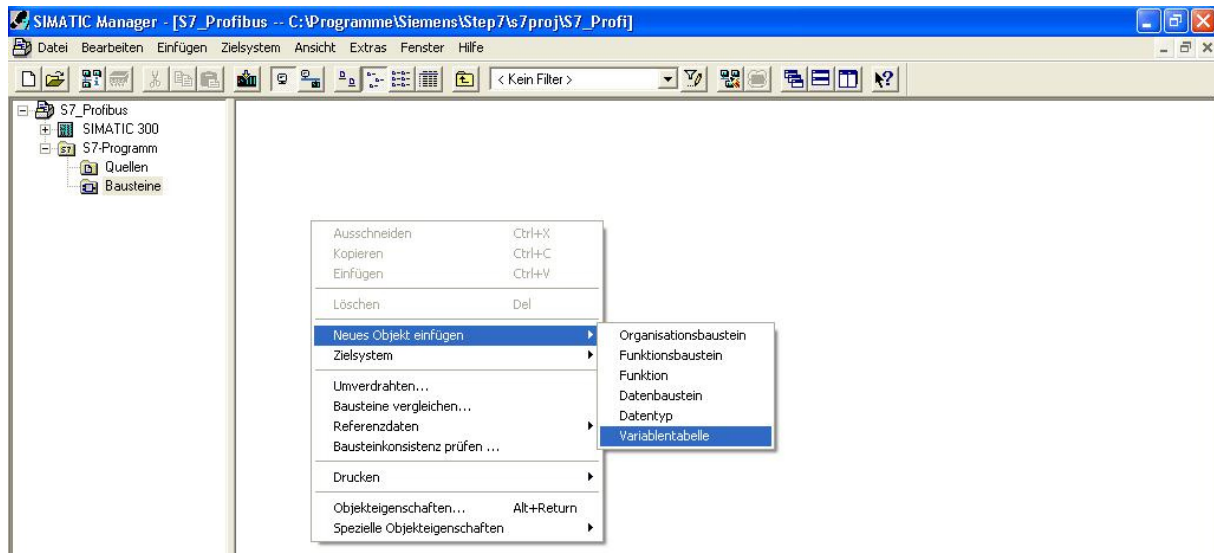 SIMATIC Manager - [S7_Profibus -- C:\Programme\Siemens\Step7\s7proj\S7_Profi]
Datei Bearbeiten Einfügen Zielsystem Ansicht Extras Fenster Hilfe
< Kein Filter >
S7_Profibus
SIMATIC 300
S7-Programm
Quellen
Bausteine
Ausschneiden Ctrl+X
Kopieren Ctrl+C
Einfügen Ctrl+V
Löschen Del
Neues Objekt einfügen
Zielsystem
Umverdrahten...
Bausteine vergleichen...
Referenzdaten
Bausteinkonsistenz prüfen ...
Drucken
Objekteigenschaften... Alt+Return
Spezielle Objekteigenschaften
Organisationsbaustein
Funktionsbaustein
Funktion
Datenbaustein
Datentyp
Variablentabelle